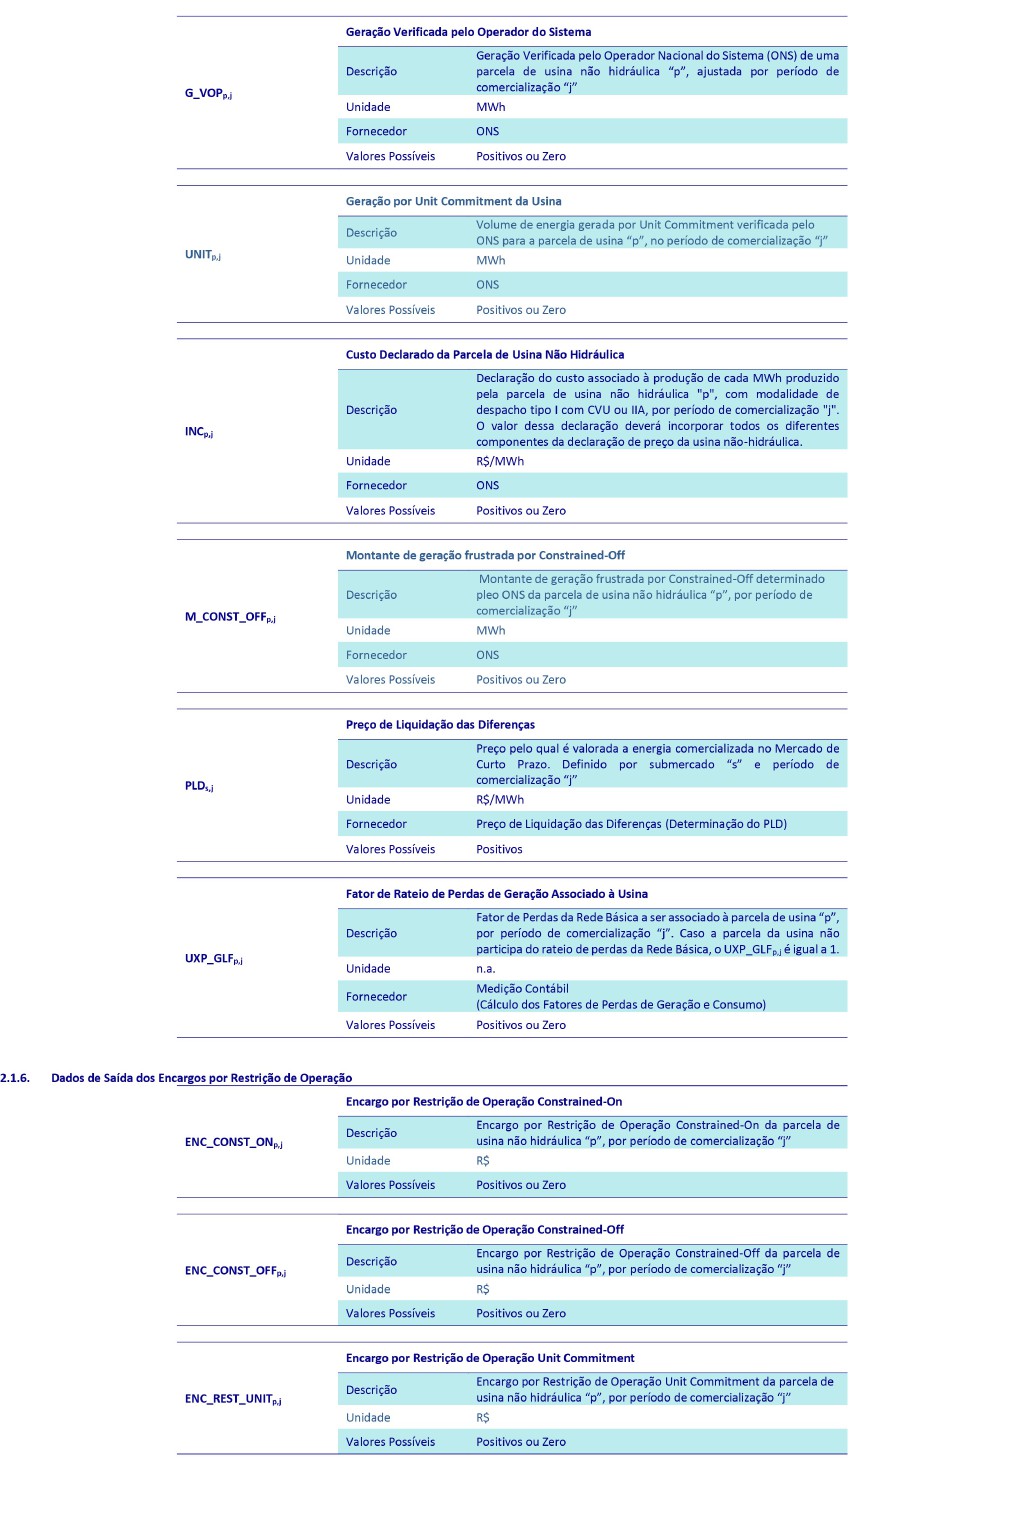 Geração Verificada pelo Operador do Sistema
G_VOPp,j
Descrição
Geração Verificada pelo Operador Nacional do Sistema (ONS) de uma
parcela de usina não hidráulica “p”, ajustada por período de
comercialização “j”
Unidade MWh
Fornecedor ONS
Valores Possíveis Positivos ou Zero
Geração por Unit Commitment da Usina
UNITp,j
Descrição
Volume de energia gerada por Unit Commitment verificada pelo
ONS para a parcela de usina “p”, no período de comercialização “j”
Unidade MWh
Fornecedor ONS
Valores Possíveis Positivos ou Zero
Custo Declarado da Parcela de Usina Não Hidráulica
INCp,j
Descrição
Declaração do custo associado à produção de cada MWh produzido
pela parcela de usina não hidráulica "p", com modalidade de
despacho tipo I com CVU ou IIA, por período de comercialização "j".
O valor dessa declaração deverá incorporar todos os diferentes
componentes da declaração de preço da usina não-hidráulica.
Unidade R$/MWh
Fornecedor ONS
Valores Possíveis Positivos ou Zero
Montante de geração frustrada por Constrained-Off
M_CONST_OFFp,j
Descrição
Montante de geração frustrada por Constrained-Off determinado
pleo ONS da parcela de usina não hidráulica “p”, por período de
comercialização “j”
Unidade MWh
Fornecedor ONS
Valores Possíveis Positivos ou Zero
Preço de Liquidação das Diferenças
PLDs,j
Descrição
Preço pelo qual é valorada a energia comercializada no Mercado de
Curto Prazo. Definido por submercado “s” e período de
comercialização “j”
Unidade R$/MWh
Fornecedor Preço de Liquidação das Diferenças (Determinação do PLD)
Valores Possíveis Positivos
Fator de Rateio de Perdas de Geração Associado à Usina
UXP_GLFp,j
Descrição
Fator de Perdas da Rede Básica a ser associado à parcela de usina “p”,
por período de comercialização “j”. Caso a parcela da usina não
participa do rateio de perdas da Rede Básica, o UXP_GLFp,j é igual a 1.
Unidade n.a.
Fornecedor
Medição Contábil
(Cálculo dos Fatores de Perdas de Geração e Consumo)
Valores Possíveis Positivos ou Zero
2.1.6. Dados de Saída dos Encargos por Restrição de Operação
Encargo por Restrição de Operação Constrained-On
ENC_CONST_ONp,j
Descrição
Encargo por Restrição de Operação Constrained-On da parcela de
usina não hidráulica “p”, por período de comercialização “j”
Unidade R$
Valores Possíveis Positivos ou Zero
Encargo por Restrição de Operação Constrained-Off
ENC_CONST_OFFp,j
Descrição
Encargo por Restrição de Operação Constrained-Off da parcela de
usina não hidráulica “p”, por período de comercialização “j”
Unidade R$
Valores Possíveis Positivos ou Zero
Encargo por Restrição de Operação Unit Commitment
ENC_REST_UNITp,j
Descrição
Encargo por Restrição de Operação Unit Commitment da parcela de
usina não hidráulica “p”, por período de comercialização “j”
Unidade R$
Valores Possíveis Positivos ou Zero